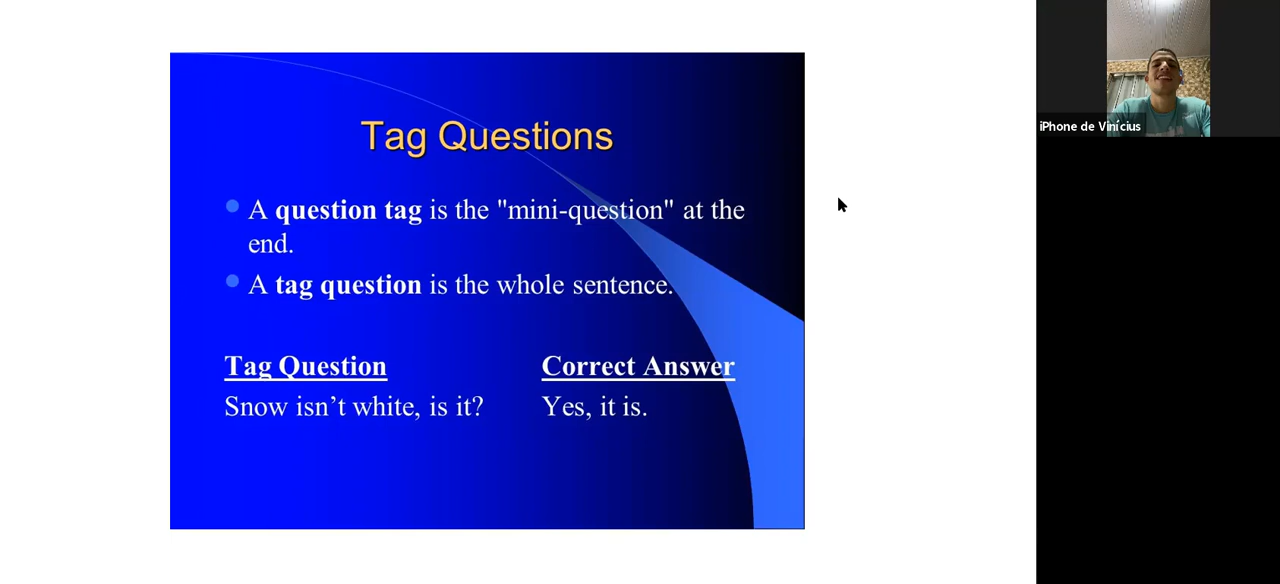 Tag Questions
A question tag is the "mini-question" at the
end.
A tag question is the whole sentence.
Tag Question Correct Answer
Snow isn’t white, is it? Yes, it is.
iPhone de Vinícius